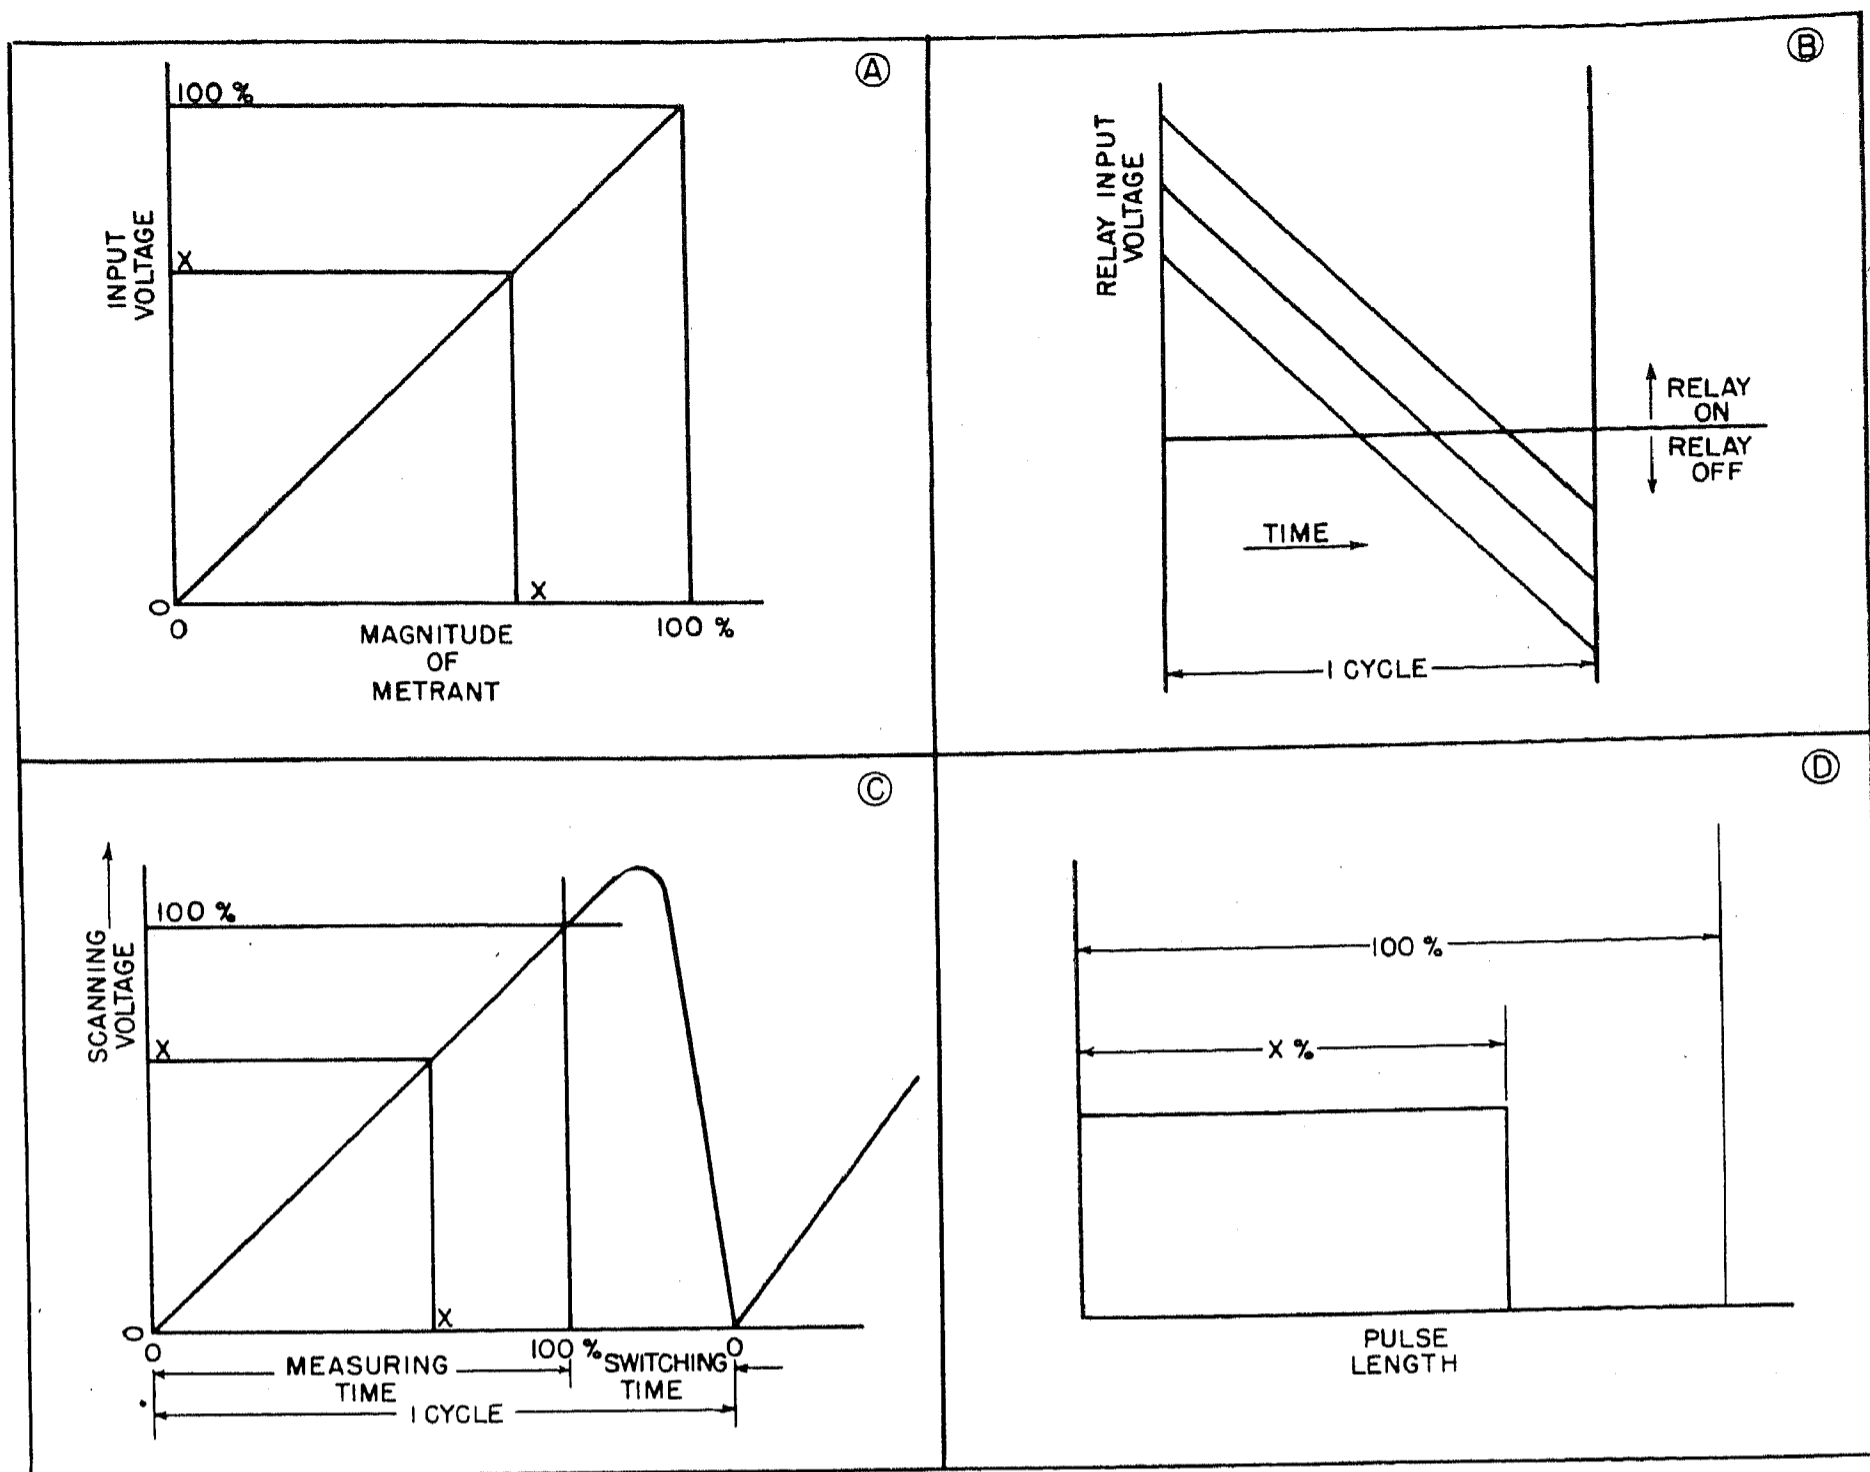 A
100 %
INPUT
VOLTAGE
X
X
0
0
100 %
MAGNITUDE
OF
METRANT
B
RELAY INPUT
VOLTAGE
RELAY
ON
RELAY
OFF
TIME
1 CYCLE
C
SCANNING
VOLTAGE
100 %
X
X
0
0
100 %
0
MEASURING
TIME
SWITCHING
TIME
1 CYCLE
D
100 %
X %
PULSE
LENGTH